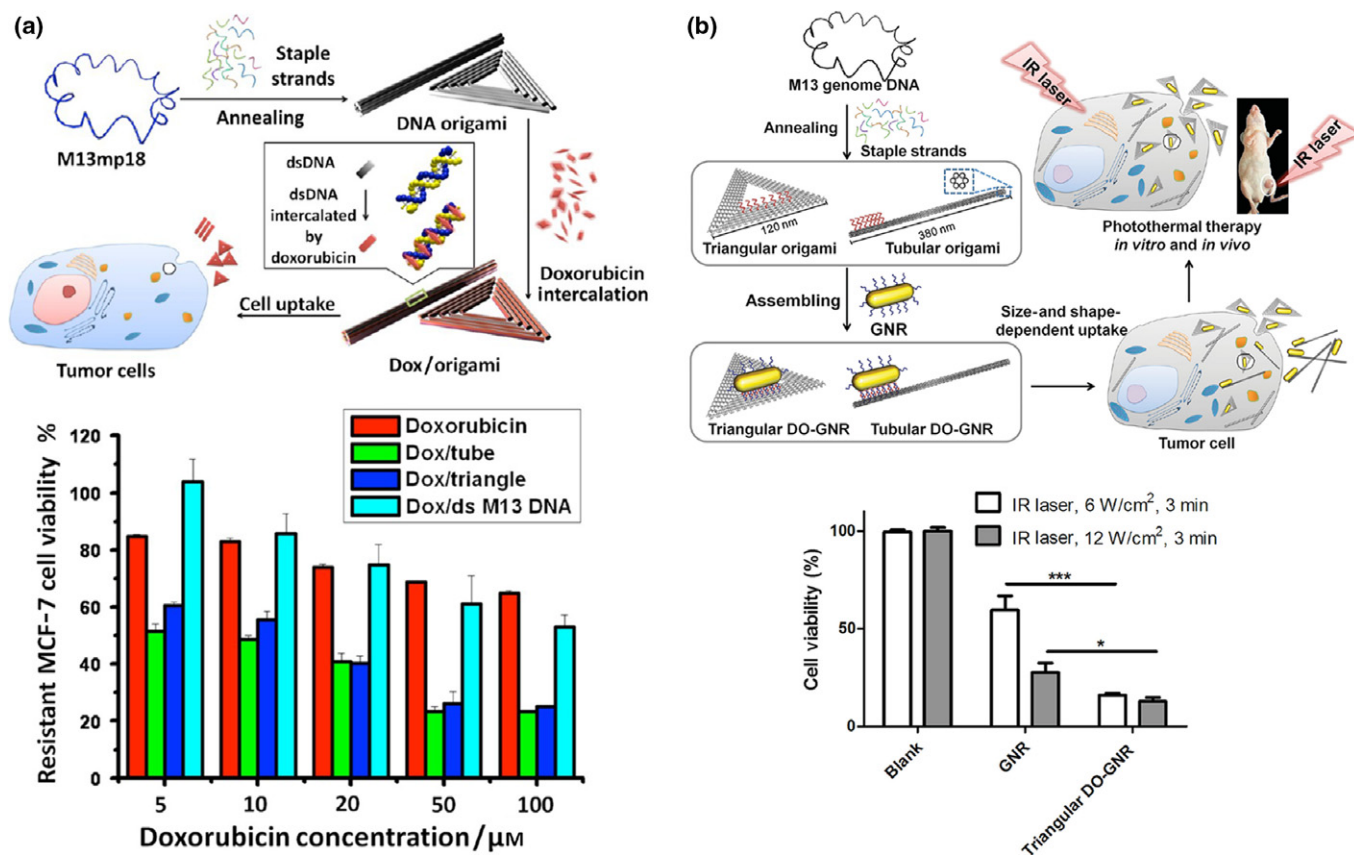 (a)
Staple
strands
Annealing
M13mp18
DNA origami
dsDNA
dsDNA
intercalated
by
doxorubicin
Doxorubicin
intercalation
Cell uptake
Tumor cells
Dox/origami
Resistant MCF-7 cell viability %
120
100
80
60
40
20
0
Doxorubicin
Dox/tube
Dox/triangle
Dox/ds M13 DNA
5 10 20 50 100
Doxorubicin concentration/µM
(b)
M13 genome DNA
Annealing
Staple strands
120 nm
380 nm
Triangular origami Tubular origami
Assembling
GNR
Triangular DO-GNR Tubular DO-GNR
Size-and shape-
dependent uptake
Tumor cell
IR laser
IR laser
Photothermal therapy
in vitro and in vivo
IR laser, 6 W/cm², 3 min
IR laser, 12 W/cm², 3 min
Cell viability (%)
100
50
0
***
*
Blank
GNR
Triangular DO-GNR